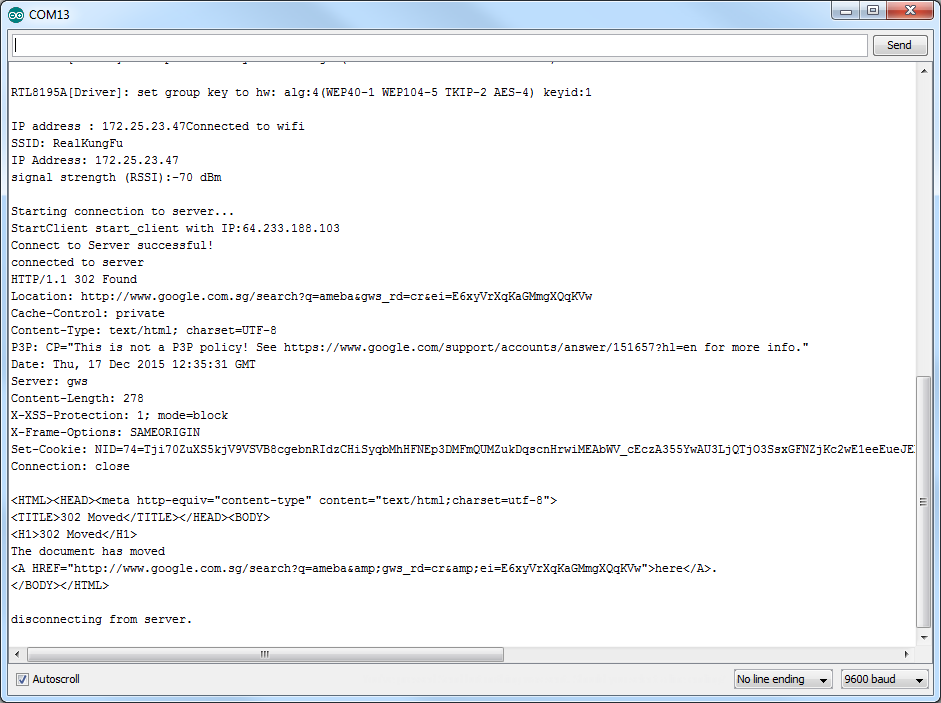 COM13
Send
RTL8195A[Driver]: set group key to hw: alg:4(WEP40-1 WEP104-5 TKIP-2 AES-4) keyid:1
IP address : 172.25.23.47Connected to wifi
SSID: RealKungFu
IP Address: 172.25.23.47
signal strength (RSSI):-70 dBm
Starting connection to server...
StartClient start_client with IP:64.233.188.103
Connect to Server successful!
connected to server
HTTP/1.1 302 Found
Location: http://www.google.com.sg/search?q=ameba&gws_rd=cr&ei=E6xyVrXqKaGMmgXQqKVw
Cache-Control: private
Content-Type: text/html; charset=UTF-8
P3P: CP="This is not a P3P policy! See https://www.google.com/support/accounts/answer/151657?hl=en for more info."
Date: Thu, 17 Dec 2015 12:35:31 GMT
Server: gws
Content-Length: 278
X-XSS-Protection: 1; mode=block
X-Frame-Options: SAMEORIGIN
Set-Cookie: NID=74=Tji70ZuXS5kjV9VSVB8cgebnRIdzCHiSyqbMhHFNEp3DMFmQUMZukDqscnHrwiMEAbWV_cEczA355YwAU3LjQTjO3SsxGFNZjKc2wE1eeEueJE
Connection: close
<HTML><HEAD><meta http-equiv="content-type" content="text/html;charset=utf-8">
<TITLE>302 Moved</TITLE></HEAD><BODY>
<H1>302 Moved</H1>
The document has moved
<A HREF="http://www.google.com.sg/search?q=ameba&amp;gws_rd=cr&amp;ei=E6xyVrXqKaGMmgXQqKVw">here</A>.
</BODY></HTML>
disconnecting from server.
Autoscroll
No line ending
9600 baud